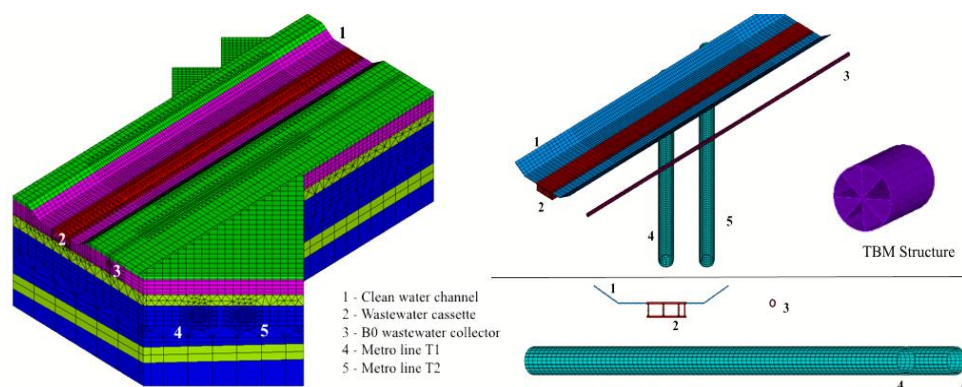 1
2
3
4
5
1 - Clean water channel
2 - Wastewater cassette
3 - B0 wastewater collector
4 - Metro line T1
5 - Metro line T2
3
1
2
4
5
TBM Structure
1
2
3
4